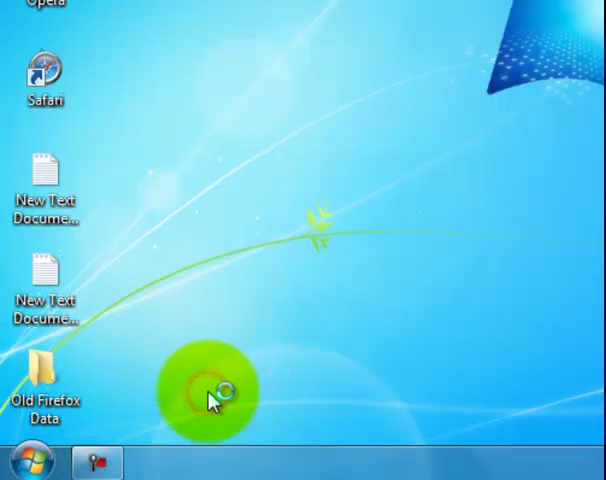 Opera
Safari
New Text
Docume...
New Text
Docume...
Old Firefox
Data